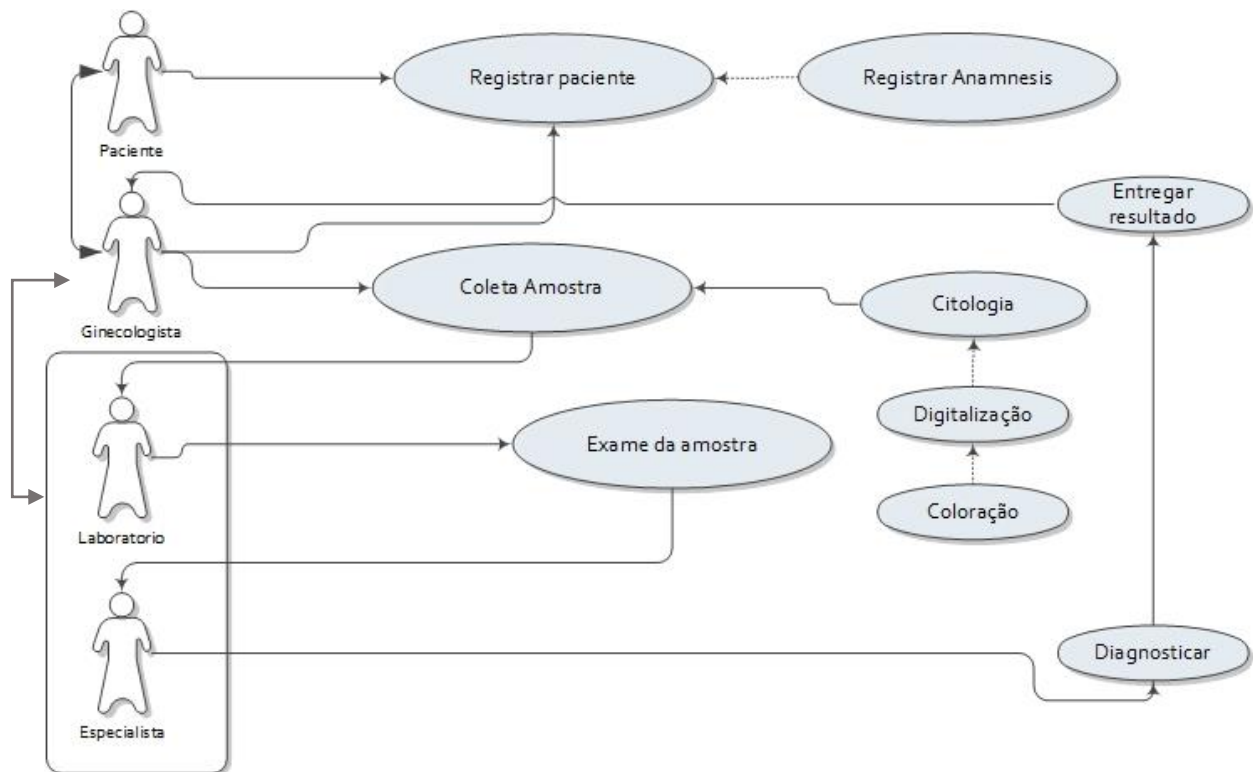 Registrar paciente
Registrar Anamnesis
Paciente
Entregar
resultado
Coleta Amostra
Citologia
Ginecologista
Digitalização
Exame da amostra
Coloração
Laboratorio
Diagnosticar
Especialista